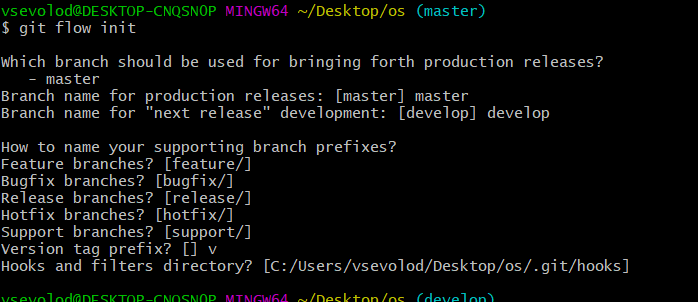 vsevolod@DESKTOP-CNQSNOP MINGW64 ~/Desktop/os (master)
$ git flow init
Which branch should be used for bringing forth production releases?
   - master
Branch name for production releases: [master] master
Branch name for "next release" development: [develop] develop
How to name your supporting branch prefixes?
Feature branches? [feature/]
Bugfix branches? [bugfix/]
Release branches? [release/]
Hotfix branches? [hotfix/]
Support branches? [support/]
Version tag prefix? [] v
Hooks and filters directory? [C:/Users/vsevolod/Desktop/os/.git/hooks]
vsevolod@DESKTOP-CNQSNOP MINGW64 ~/Desktop/os (develop)